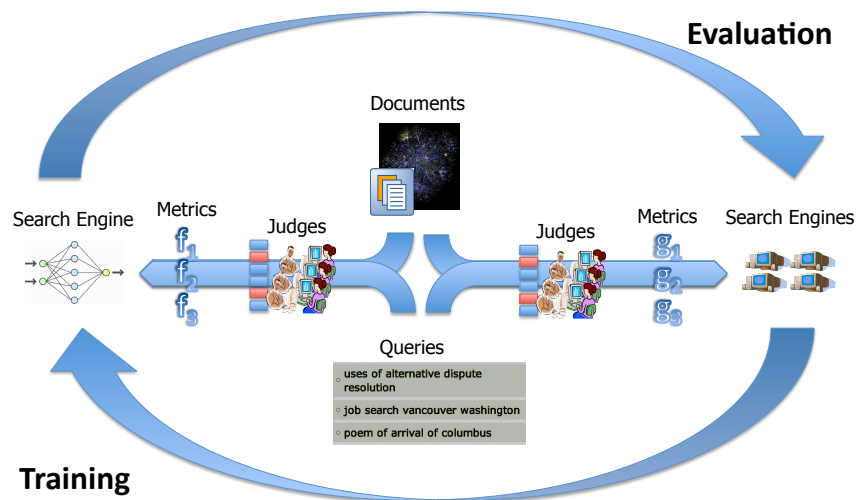 Evaluation
Documents
Search Engine
Metrics
Judges
Judges
Metrics
Search Engines
f1
f2
f3
g1
g2
g3
Queries
uses of alternative dispute
resolution
job search vancouver washington
poem of arrival of columbus
Training